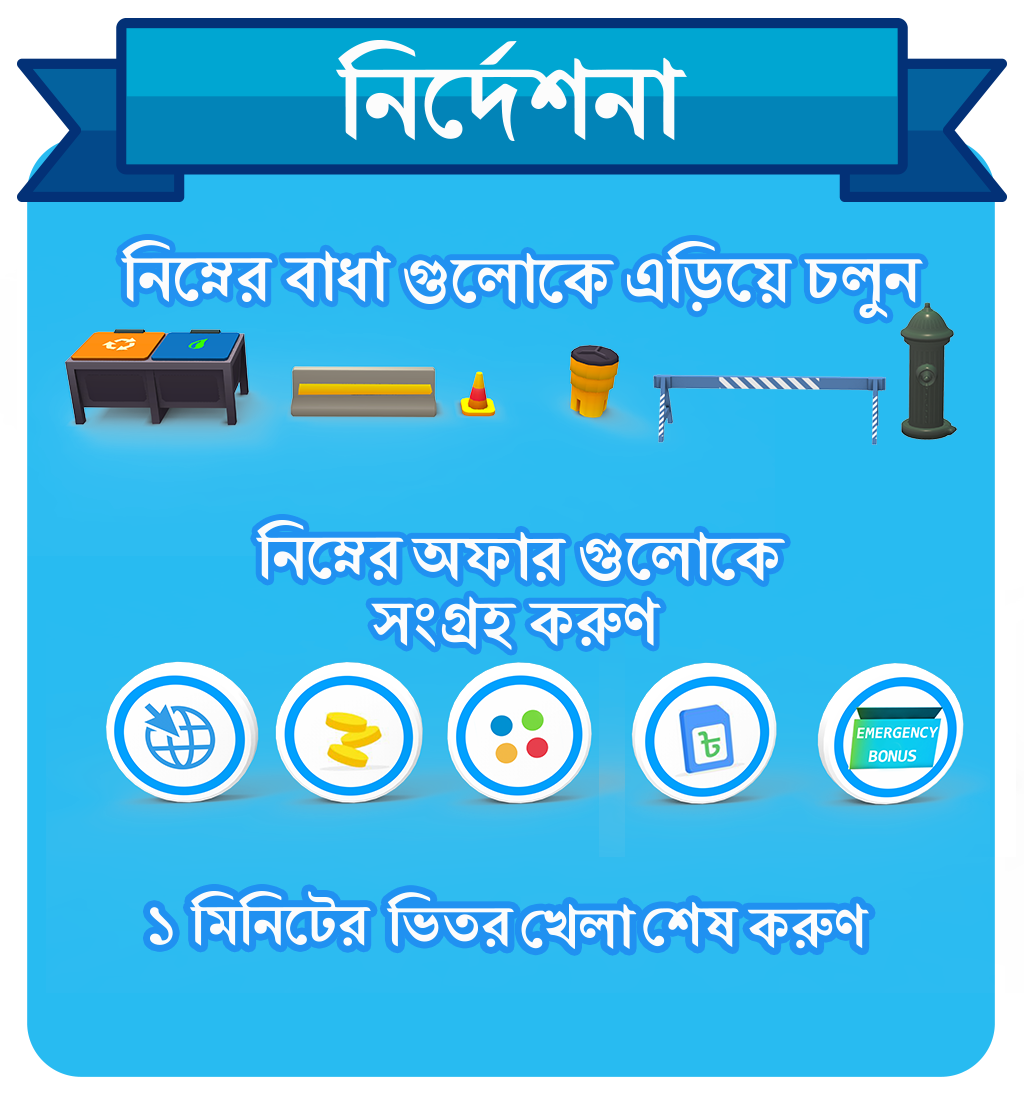 নির্দেশনা
নিম্নের বাধা গুলোকে এড়িয়ে চলুন
নিম্নের অফার গুলোকে
সংগ্রহ করুণ
৳
EMERGENCY
BONUS
১ মিনিটের ভিতর খেলা শেষ করুণ